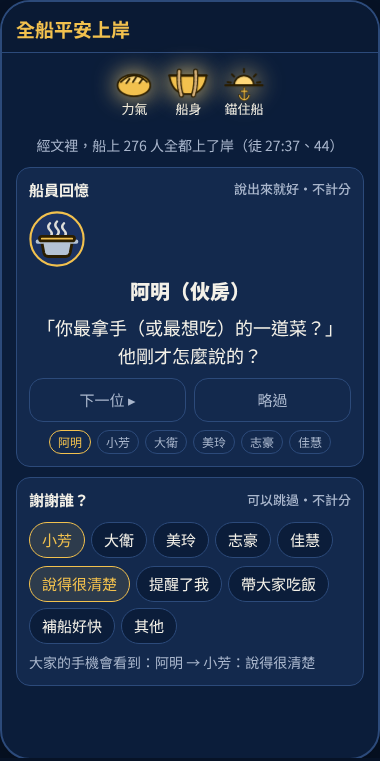 全船平安上岸
力氣 船身 錨住船
經文裡，船上 276 人全都上了岸（徒 27:37、44）
船員回憶 說出來就好・不計分
阿明（伙房）
「你最拿手（或最想吃）的一道菜？」
他剛才怎麼說的？
下一位 ▸ 略過
阿明 小芳 大衛 美玲 志豪 佳慧
謝謝誰？ 可以跳過・不計分
小芳 大衛 美玲 志豪 佳慧
說得很清楚 提醒了我 帶大家吃飯
補船好快 其他
大家的手機會看到：阿明 → 小芳：說得很清楚